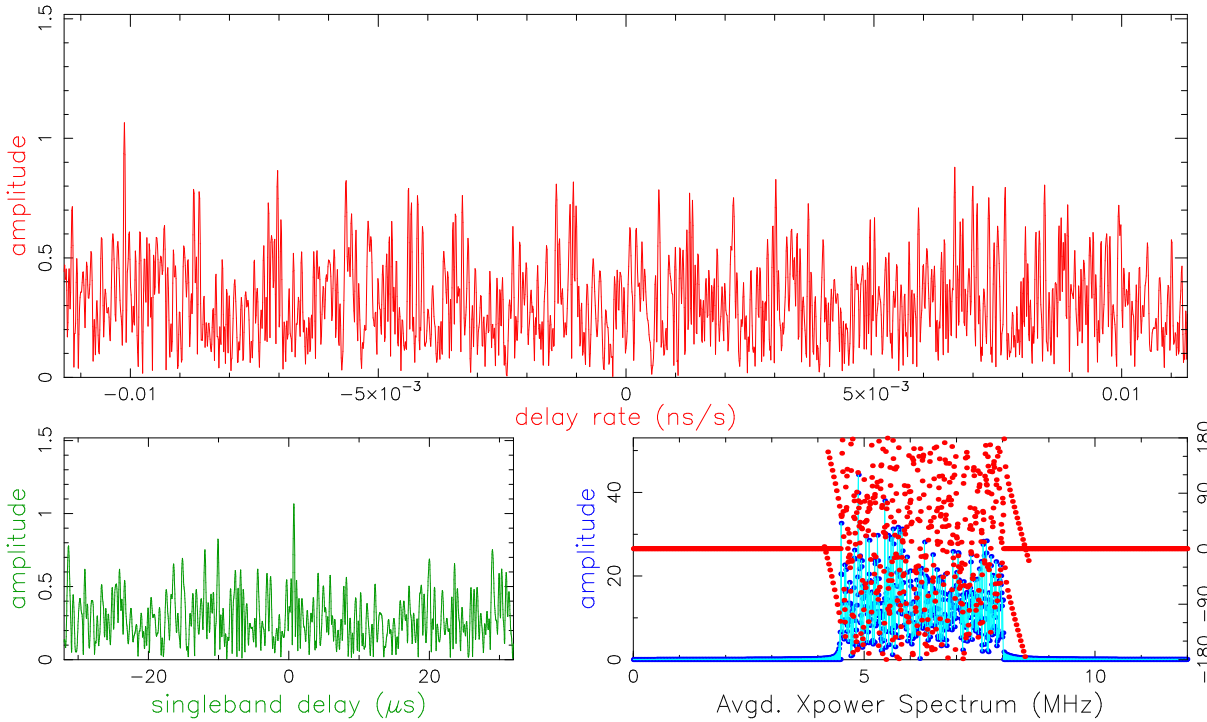 1.5
1
0.5
0
amplitude
−0.01 −5×10⁻³ 0 5×10⁻³ 0.01
delay rate (ns/s)
1.5
1
0.5
0
amplitude
−20 0 20
singleband delay (μs)
40
20
0
amplitude
180
90
0
−90
−180
0 5 10
Avgd. Xpower Spectrum (MHz)